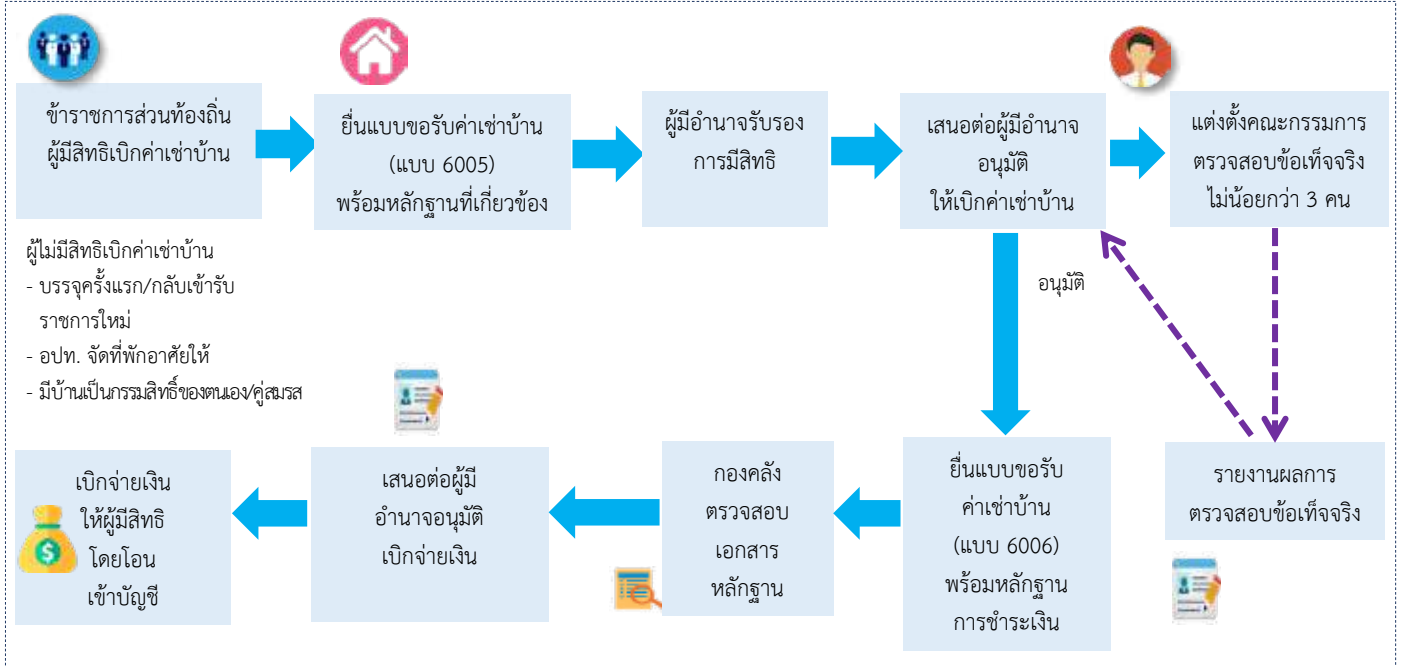 ข้าราชการส่วนท้องถิ่น
ผู้มีสิทธิเบิกค่าเช่าบ้าน
ยื่นแบบขอรับค่าเช่าบ้าน
(แบบ 6005)
พร้อมหลักฐานที่เกี่ยวข้อง
ผู้มีอำนาจรับรอง
การมีสิทธิ
เสนอต่อผู้มีอำนาจ
อนุมัติ
ให้เบิกค่าเช่าบ้าน
แต่งตั้งคณะกรรมการ
ตรวจสอบข้อเท็จจริง
ไม่น้อยกว่า 3 คน
ผู้ไม่มีสิทธิเบิกค่าเช่าบ้าน
- บรรจุครั้งแรก/กลับเข้ารับ
ราชการใหม่
- อปท. จัดที่พักอาศัยให้
- มีบ้านเป็นกรรมสิทธิ์ของตนเอง/คู่สมรส
อนุมัติ
เบิกจ่ายเงิน
ให้ผู้มีสิทธิ
โดยโอน
เข้าบัญชี
เสนอต่อผู้มี
อำนาจอนุมัติ
เบิกจ่ายเงิน
กองคลัง
ตรวจสอบ
เอกสาร
หลักฐาน
ยื่นแบบขอรับ
ค่าเช่าบ้าน
(แบบ 6006)
พร้อมหลักฐาน
การชำระเงิน
รายงานผลการ
ตรวจสอบข้อเท็จจริง